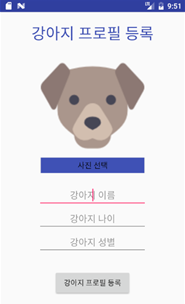 9:51
강아지 프로필 등록
사진 선택
강아지 이름
강아지 나이
강아지 성별
강아지 프로필 등록